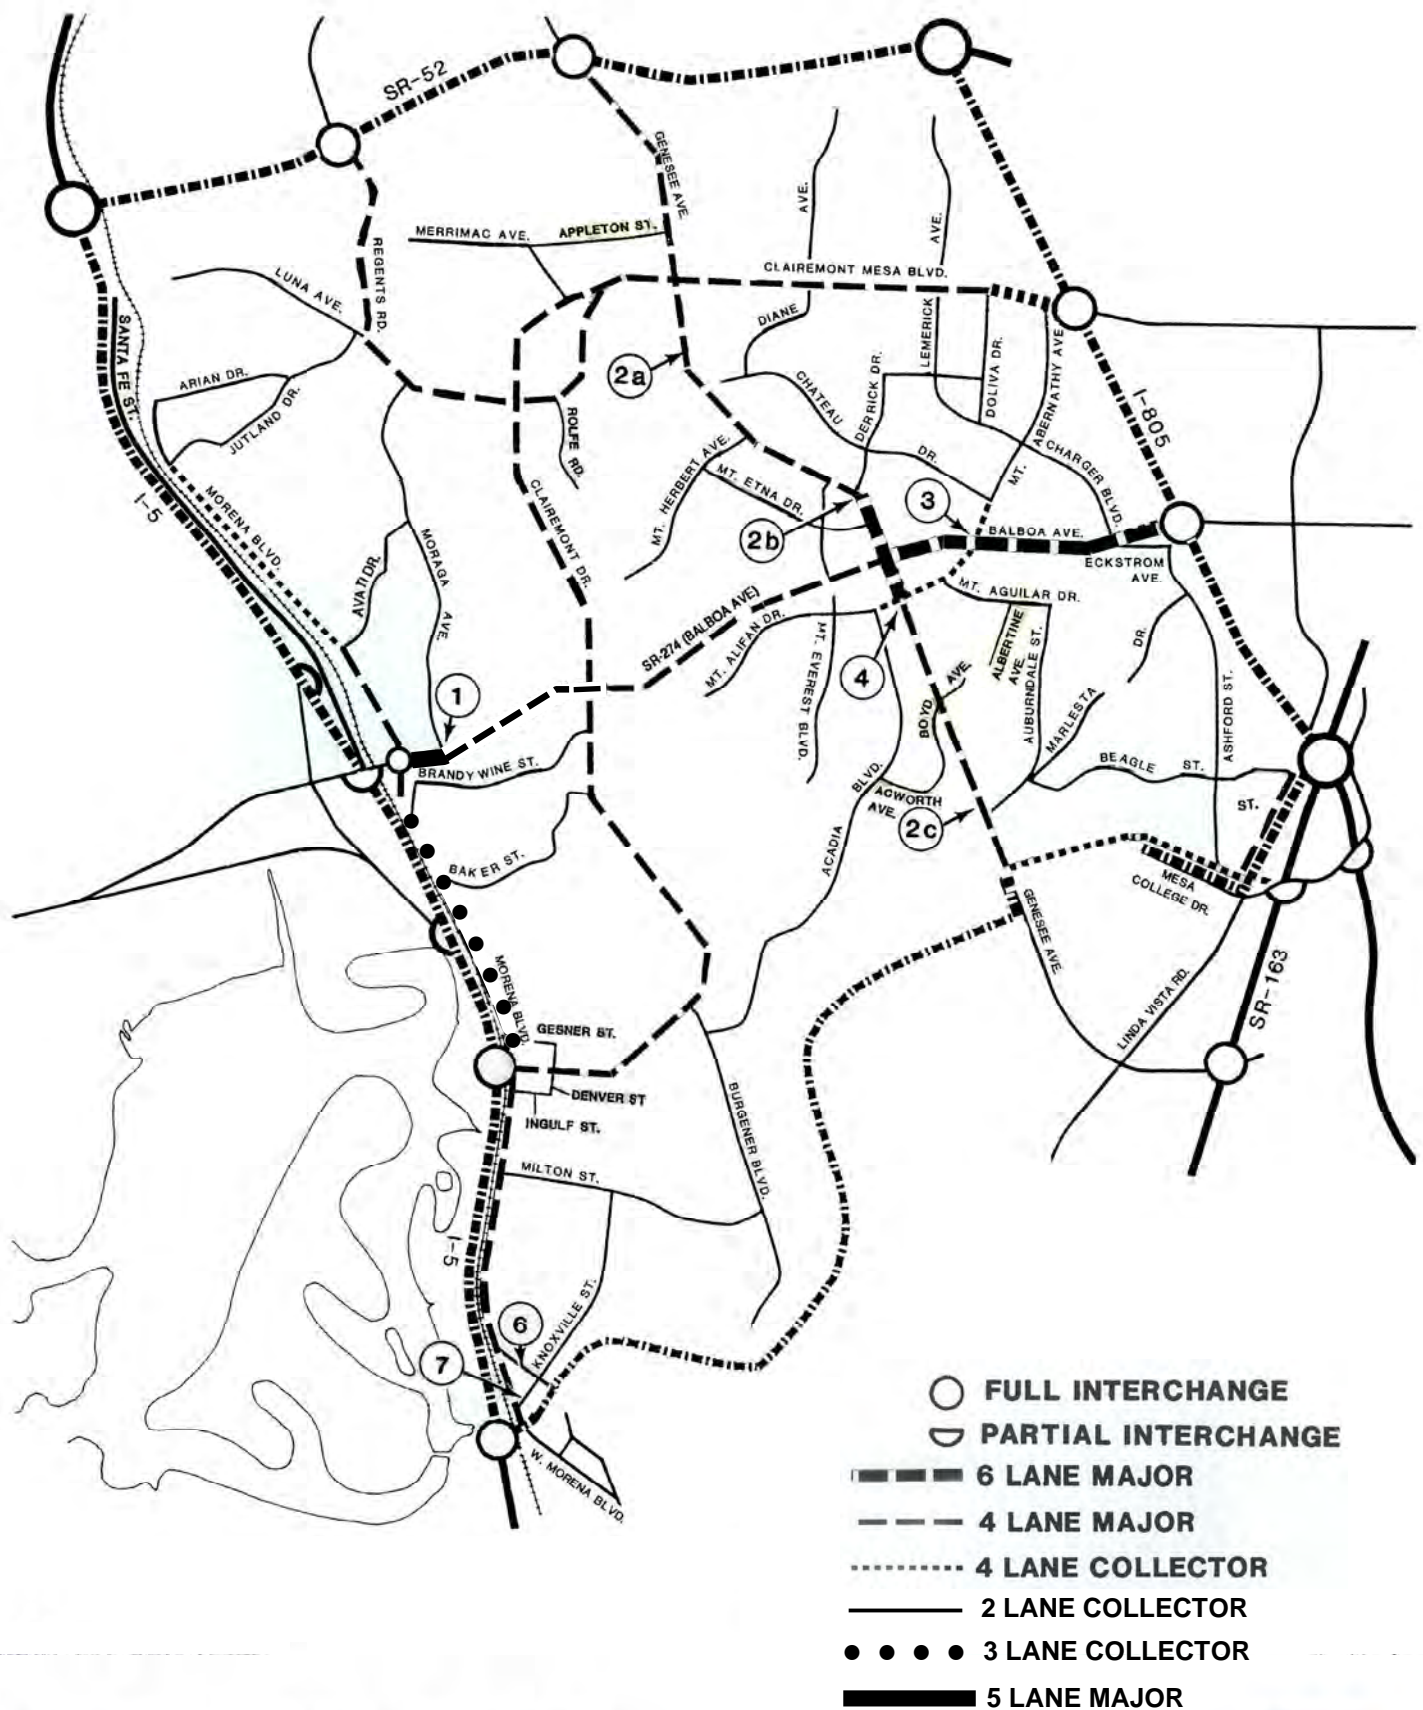 SR-52
GENESEE AVE.
MERRIMAC AVE.
APPLETON ST.
AVE.
AVE.
REGENTS RD.
LUNA AVE.
CLAIREMONT MESA BLVD.
SANTA FE ST.
DIANE
LEMERICK
2a
ARIAN DR.
JUTLAND DR.
CHATEAU
DERRICK DR.
DOLIVA DR.
MT. ABERNATHY AVE.
I-805
ROLFE RD.
DR.
CHARGER BLVD.
MT. HERBERT AVE.
MT. ETNA DR.
I-5
MORENA BLVD.
CLAIREMONT DR.
3
2b
BALBOA AVE.
ECKSTROM
AVE.
AVATI DR.
MORAGA
AVE.
MT. AGUILAR DR.
SR-274 (BALBOA AVE)
MT. ALIFAN DR.
MT. EVEREST BLVD.
4
ALBERTINE
AVE.
AUBURNDALE ST.
DR.
1
BOYD
AVE.
MARLESTA
ASHFORD ST.
BRANDYWINE ST.
BEAGLE ST.
BLVD.
ACWORTH
AVE.
2c
ST.
ACADIA
BAKER ST.
MESA
COLLEGE DR.
GENESEE AVE.
MORENA BLVD.
LINDA VISTA RD.
SR-163
GESNER ST.
DENVER ST
INGULF ST.
BURGENER BLVD.
MILTON ST.
I-5
KNOXVILLE ST.
6
7
W. MORENA BLVD.
FULL INTERCHANGE
PARTIAL INTERCHANGE
6 LANE MAJOR
4 LANE MAJOR
4 LANE COLLECTOR
2 LANE COLLECTOR
3 LANE COLLECTOR
5 LANE MAJOR